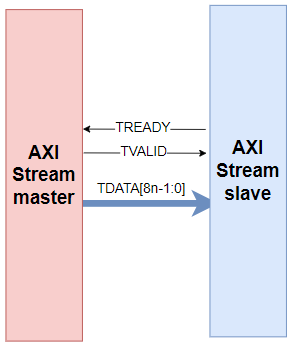 TREADY
TVALID
TDATA[8n-1:0]
AXI
Stream
master
AXI
Stream
slave